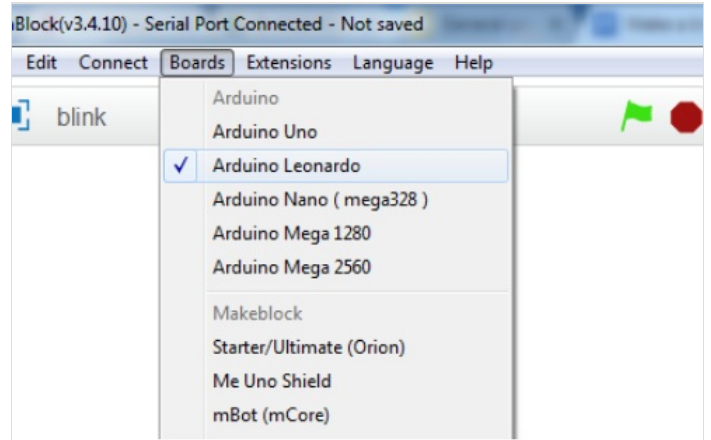 Block(v3.4.10) - Serial Port Connected - Not saved
Edit Connect Boards Extensions Language Help
blink
Arduino
Arduino Uno
Arduino Leonardo
Arduino Nano ( mega328 )
Arduino Mega 1280
Arduino Mega 2560
Makeblock
Starter/Ultimate (Orion)
Me Uno Shield
mBot (mCore)